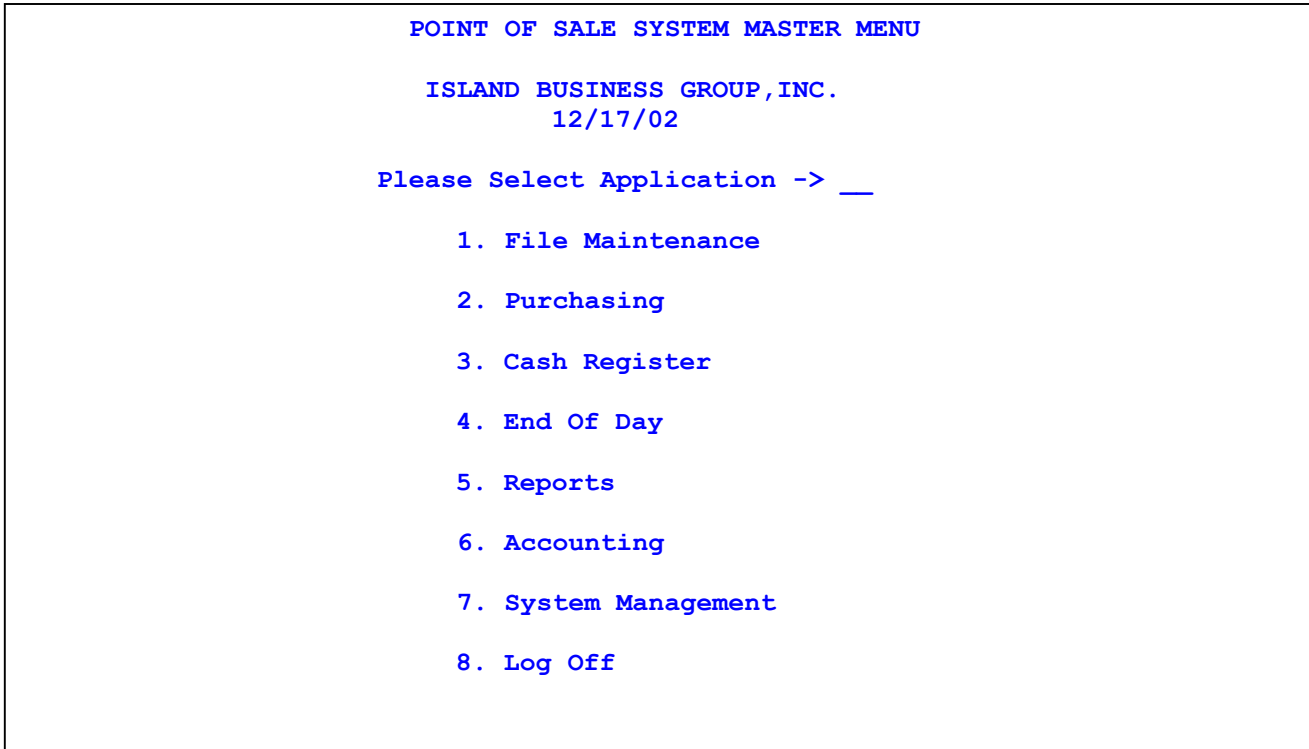 POINT OF SALE SYSTEM MASTER MENU
ISLAND BUSINESS GROUP,INC.
12/17/02
Please Select Application -> __
1. File Maintenance
2. Purchasing
3. Cash Register
4. End Of Day
5. Reports
6. Accounting
7. System Management
8. Log Off